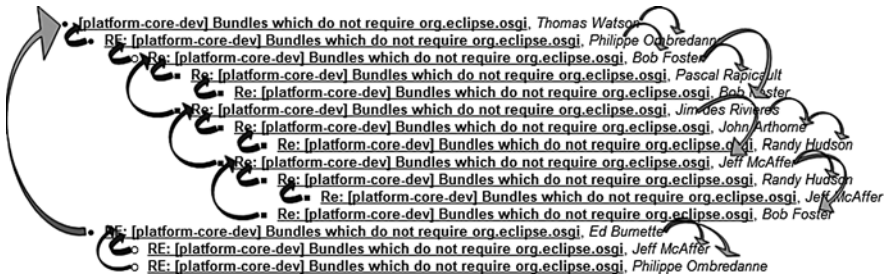 [platform-core-dev] Bundles which do not require org.eclipse.osgi, Thomas Watson
RE: [platform-core-dev] Bundles which do not require org.eclipse.osgi, Philippe Ombredanne
Re: [platform-core-dev] Bundles which do not require org.eclipse.osgi, Bob Foster
Re: [platform-core-dev] Bundles which do not require org.eclipse.osgi, Pascal Rapicault
Re: [platform-core-dev] Bundles which do not require org.eclipse.osgi, Bob Foster
Re: [platform-core-dev] Bundles which do not require org.eclipse.osgi, Jim des Rivieres
Re: [platform-core-dev] Bundles which do not require org.eclipse.osgi, John Arthorne
Re: [platform-core-dev] Bundles which do not require org.eclipse.osgi, Randy Hudson
Re: [platform-core-dev] Bundles which do not require org.eclipse.osgi, Jeff McAffer
Re: [platform-core-dev] Bundles which do not require org.eclipse.osgi, Randy Hudson
Re: [platform-core-dev] Bundles which do not require org.eclipse.osgi, Jeff McAffer
Re: [platform-core-dev] Bundles which do not require org.eclipse.osgi, Bob Foster
RE: [platform-core-dev] Bundles which do not require org.eclipse.osgi, Ed Burnette
RE: [platform-core-dev] Bundles which do not require org.eclipse.osgi, Jeff McAffer
RE: [platform-core-dev] Bundles which do not require org.eclipse.osgi, Philippe Ombredanne